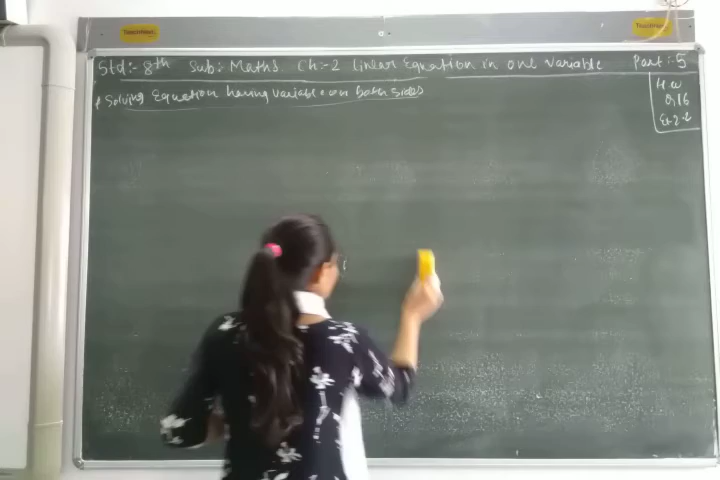 Std:- 8th Sub:- Maths Ch:-2 Linear Equation in one variable Part:-5
Solving Equation having variable on both sides
H.W
Q.16
Ex-2.2